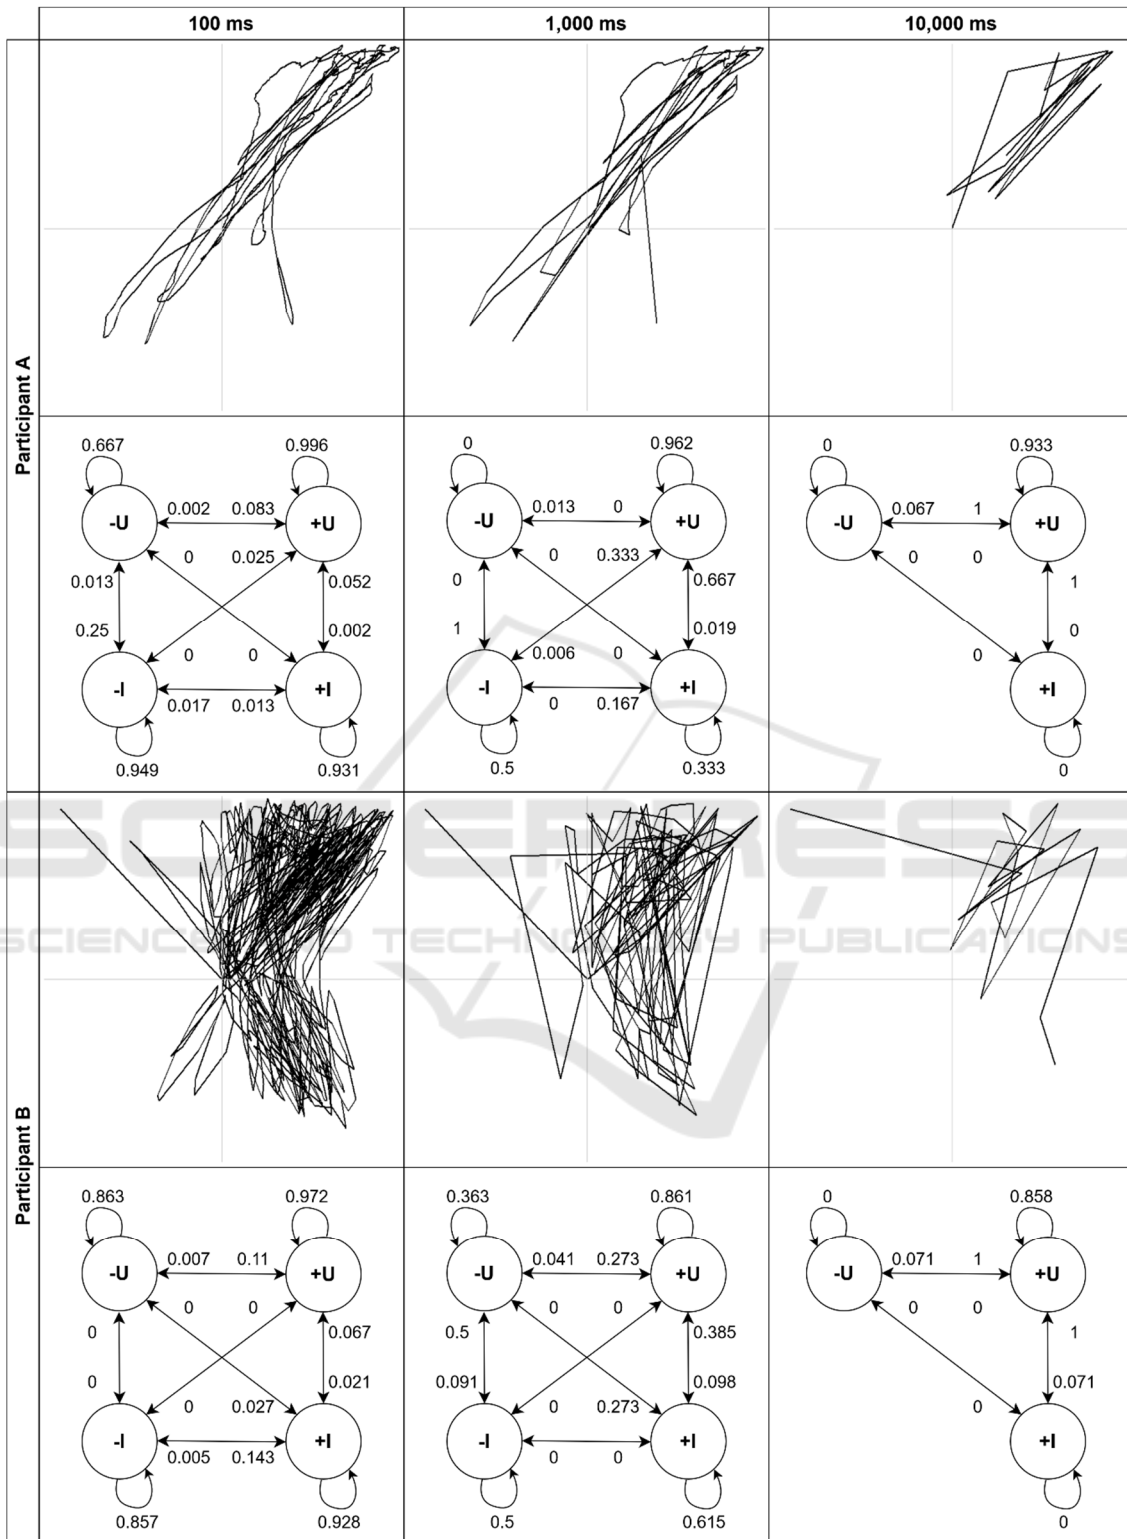 100 ms 1,000 ms 10,000 ms
Participant A
0.667 0.996 0 0.962 0 0.933
-U 0.002 0.083 +U -U 0.013 0 +U -U 0.067 1 +U
0 0.025 0 0.333 0 0
0.013 0.052 0 0.667 1
0.25 0.002 1 0.019 0
0 0 0.006 0 0
-I 0.017 0.013 +I -I 0 0.167 +I +I
0.949 0.931 0.5 0.333 0
SCITEPRESS
SCIENCE AND TECHNOLOGY PUBLICATIONS
Participant B
0.863 0.972 0.363 0.861 0 0.858
-U 0.007 0.11 +U -U 0.041 0.273 +U -U 0.071 1 +U
0 0 0 0 0 0
0 0.067 0.5 0.385 1
0 0.021 0.091 0.098 0.071
0 0.027 0 0.273 0
-I 0.005 0.143 +I -I 0 0 +I +I
0.857 0.928 0.5 0.615 0